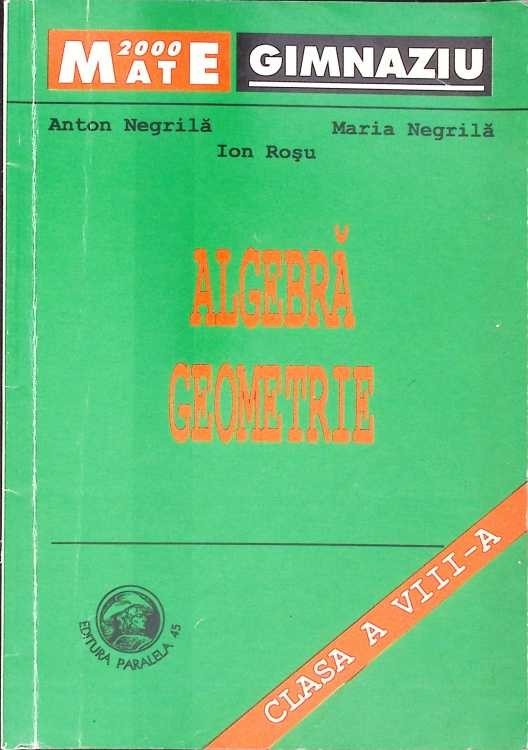 MATE 2000 GIMNAZIU
Anton Negrilă
Maria Negrilă
Ion Roşu
ALGEBRĂ
GEOMETRIE
CLASA A VIII-A
EDITURA PARALELA 45